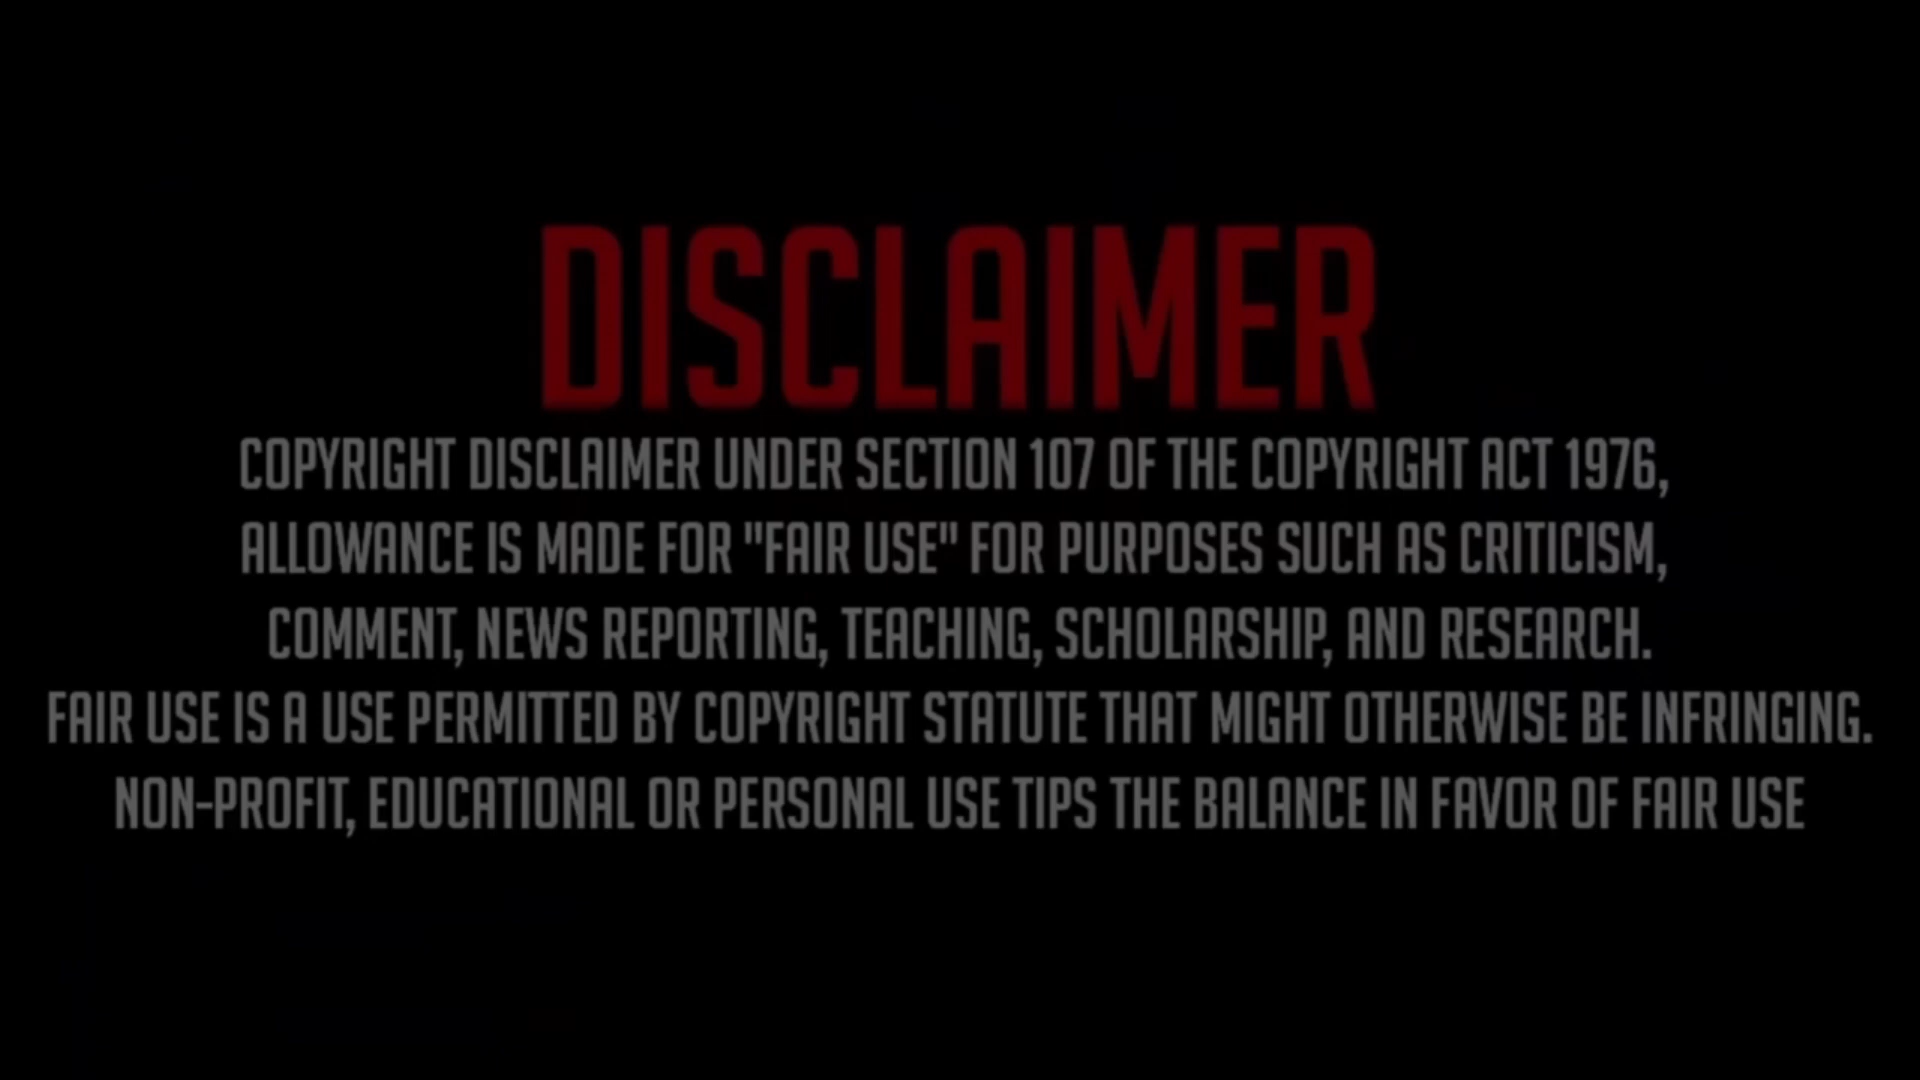 DISCLAIMER
COPYRIGHT DISCLAIMER UNDER SECTION 107 OF THE COPYRIGHT ACT 1976,
ALLOWANCE IS MADE FOR "FAIR USE" FOR PURPOSES SUCH AS CRITICISM,
COMMENT, NEWS REPORTING, TEACHING, SCHOLARSHIP, AND RESEARCH.
FAIR USE IS A USE PERMITTED BY COPYRIGHT STATUTE THAT MIGHT OTHERWISE BE INFRINGING.
NON-PROFIT, EDUCATIONAL OR PERSONAL USE TIPS THE BALANCE IN FAVOR OF FAIR USE